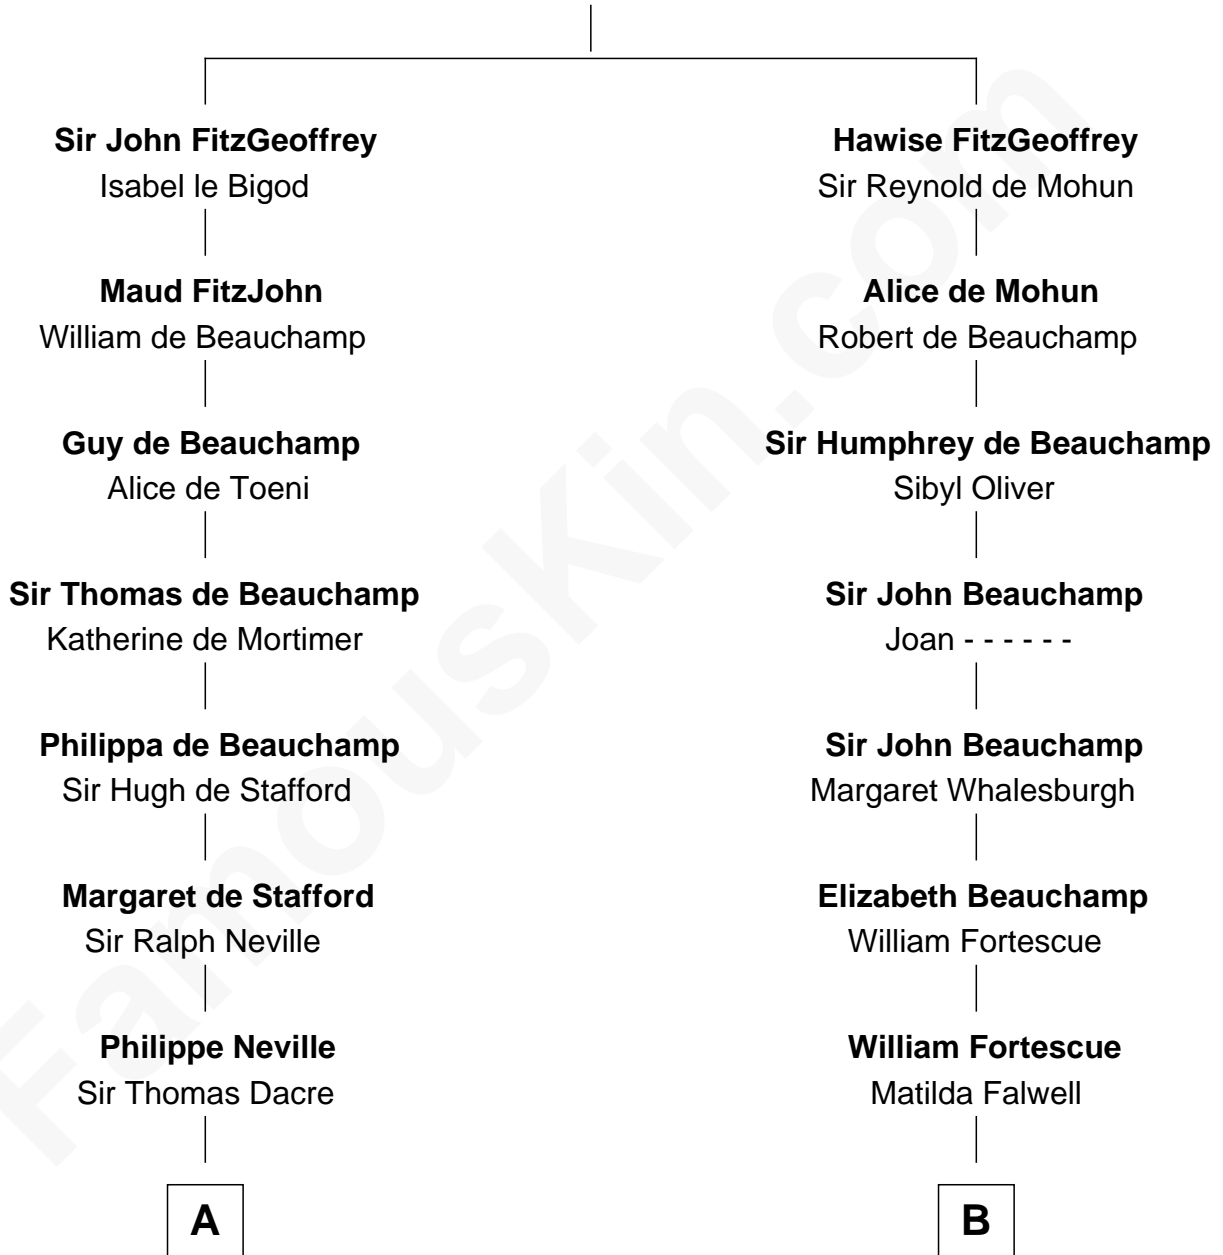 Sir John FitzGeoffrey
Isabel le Bigod
Maud FitzJohn
William de Beauchamp
Guy de Beauchamp
Alice de Toeni
Sir Thomas de Beauchamp
Katherine de Mortimer
Philippa de Beauchamp
Sir Hugh de Stafford
Margaret de Stafford
Sir Ralph Neville
Philippe Neville
Sir Thomas Dacre
A
Hawise FitzGeoffrey
Sir Reynold de Mohun
Alice de Mohun
Robert de Beauchamp
Sir Humphrey de Beauchamp
Sibyl Oliver
Sir John Beauchamp
Joan - - - - - -
Sir John Beauchamp
Margaret Whalesburgh
Elizabeth Beauchamp
William Fortescue
William Fortescue
Matilda Falwell
B
FamousKin.com